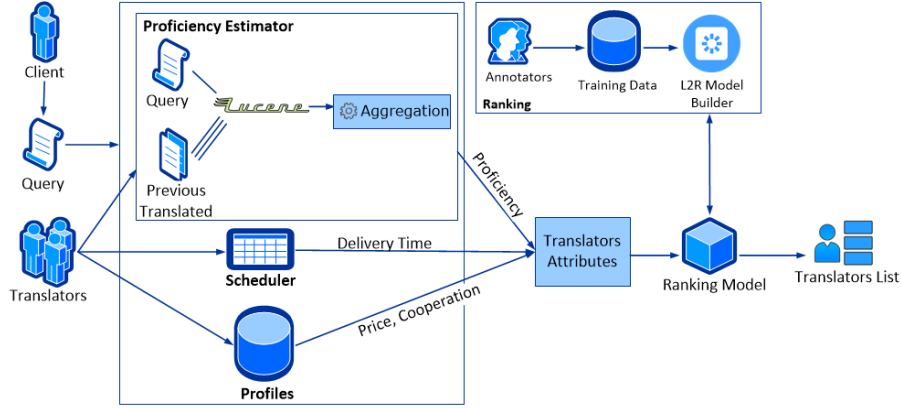 Client
Query
Translators
Proficiency Estimator
Query
Lucene
Aggregation
Previous
Translated
Scheduler
Profiles
Delivery Time
Price, Cooperation
Proficiency
Translators
Attributes
Annotators
Training Data
L2R Model
Builder
Ranking
Ranking Model
Translators List